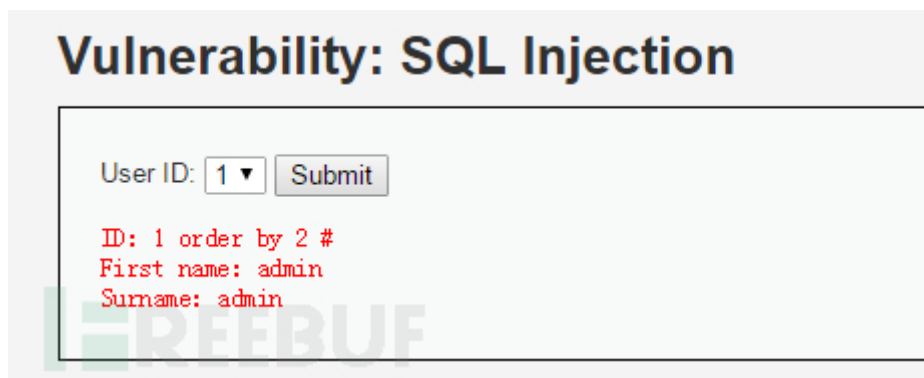 Vulnerability: SQL Injection
User ID: 1 Submit
ID: 1 order by 2 #
First name: admin
Surname: admin
FREEBUF